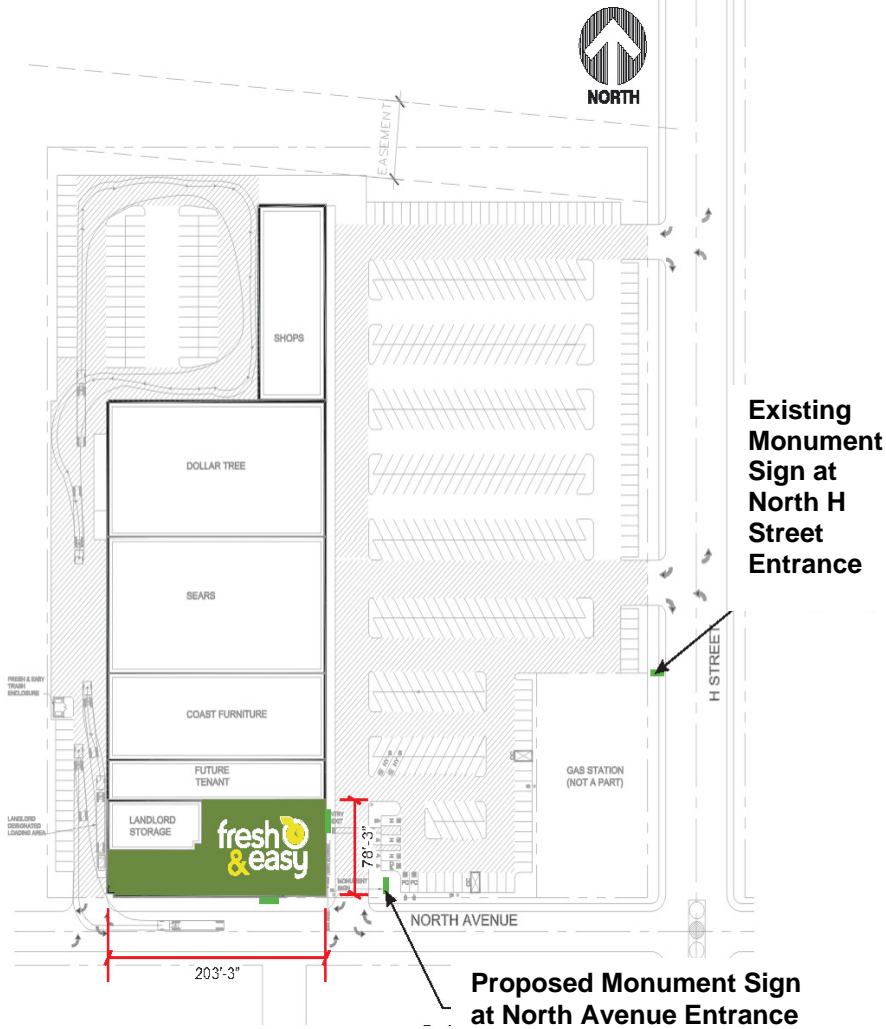 NORTH
EASEMENT
SHOPS
DOLLAR TREE
Existing
Monument
Sign at
North H
Street
Entrance
SEARS
H STREET
FRESH & EASY
TRASH
ENCLOSURE
COAST FURNITURE
GAS STATION
(NOT A PART)
FUTURE
TENANT
LANDLORD
DESIGNATED
LOADING AREA
LANDLORD
STORAGE
fresh
&easy
78'-3"
MONUMENT
SIGN
NORTH AVENUE
203'-3"
Proposed Monument Sign
at North Avenue Entrance